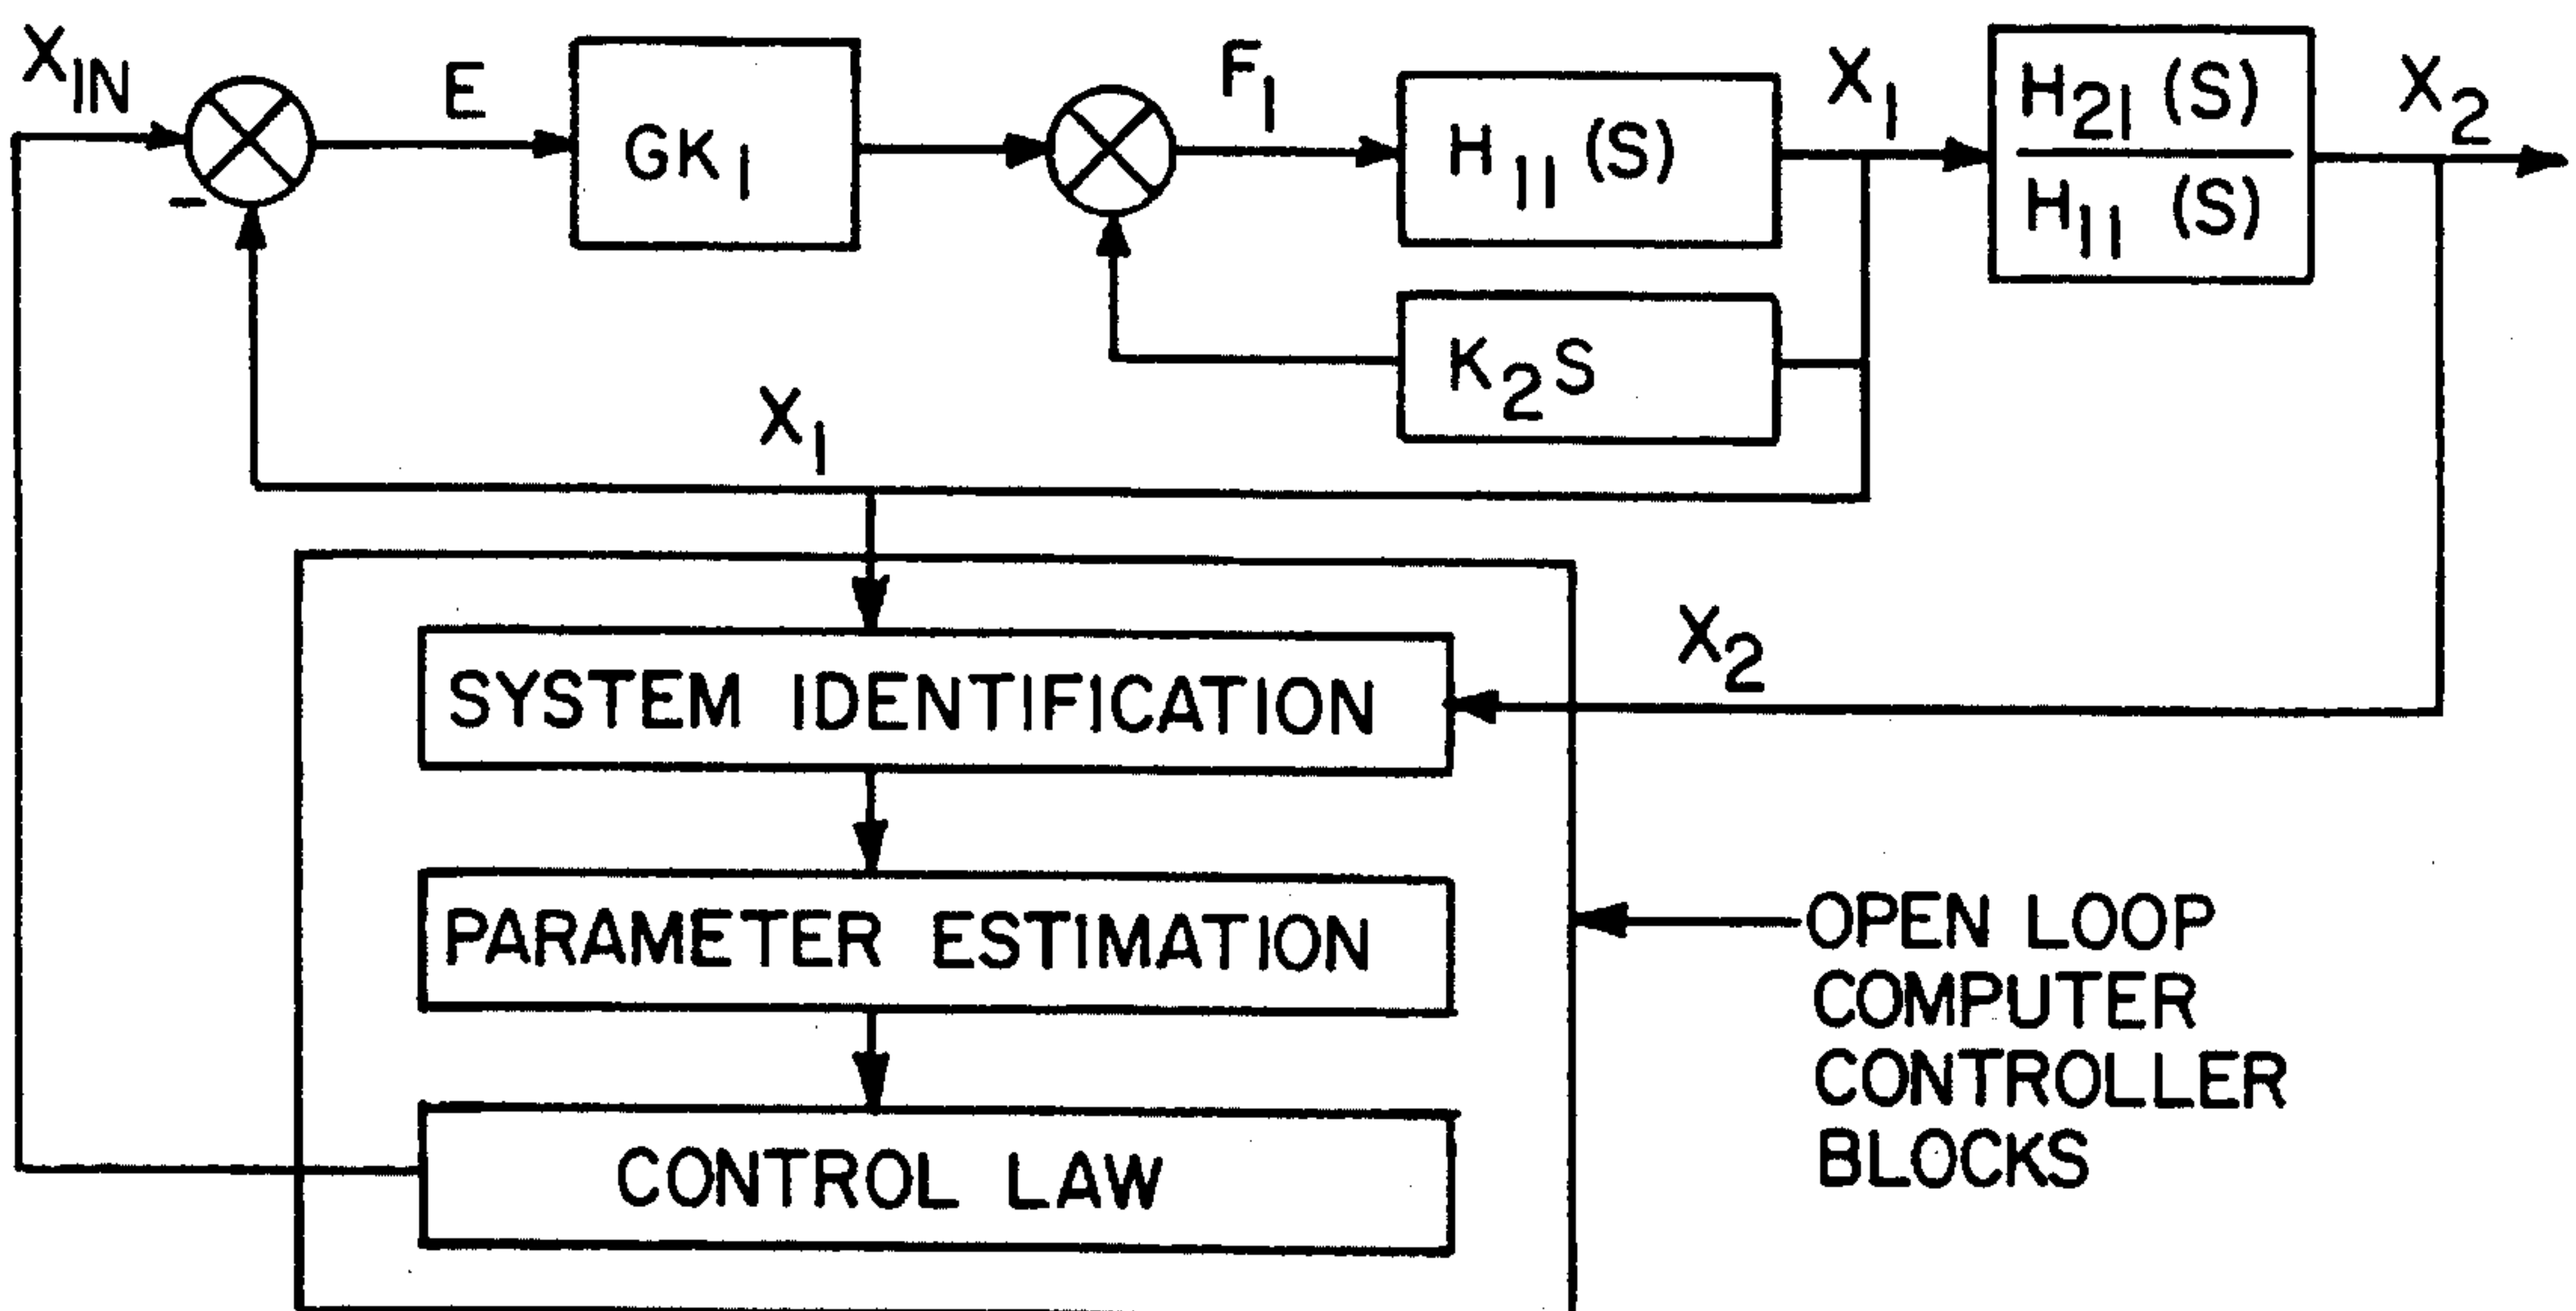 X_IN
E
GK_1
F_1
H_11 (S)
X_1
H_21 (S)
H_11 (S)
X_2
-
K_2S
X_1
SYSTEM IDENTIFICATION
X_2
PARAMETER ESTIMATION
OPEN LOOP
COMPUTER
CONTROLLER
BLOCKS
CONTROL LAW